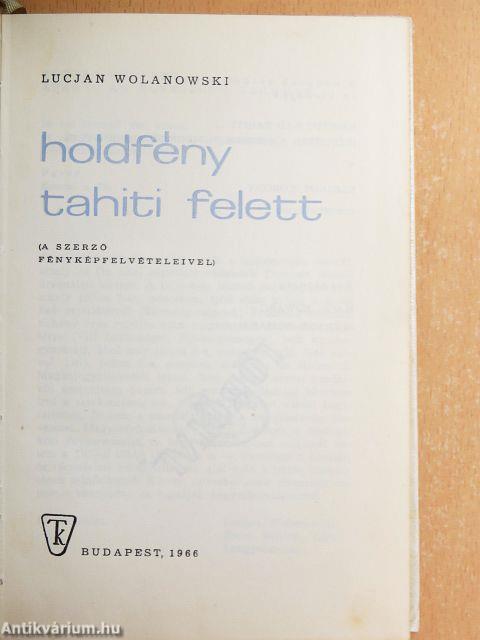 LUCJAN WOLANOWSKI
holdfény
tahiti felett
(A SZERZŐ
FÉNYKÉPFELVÉTELEIVEL)
TK
BUDAPEST, 1966
Antikvárium.hu